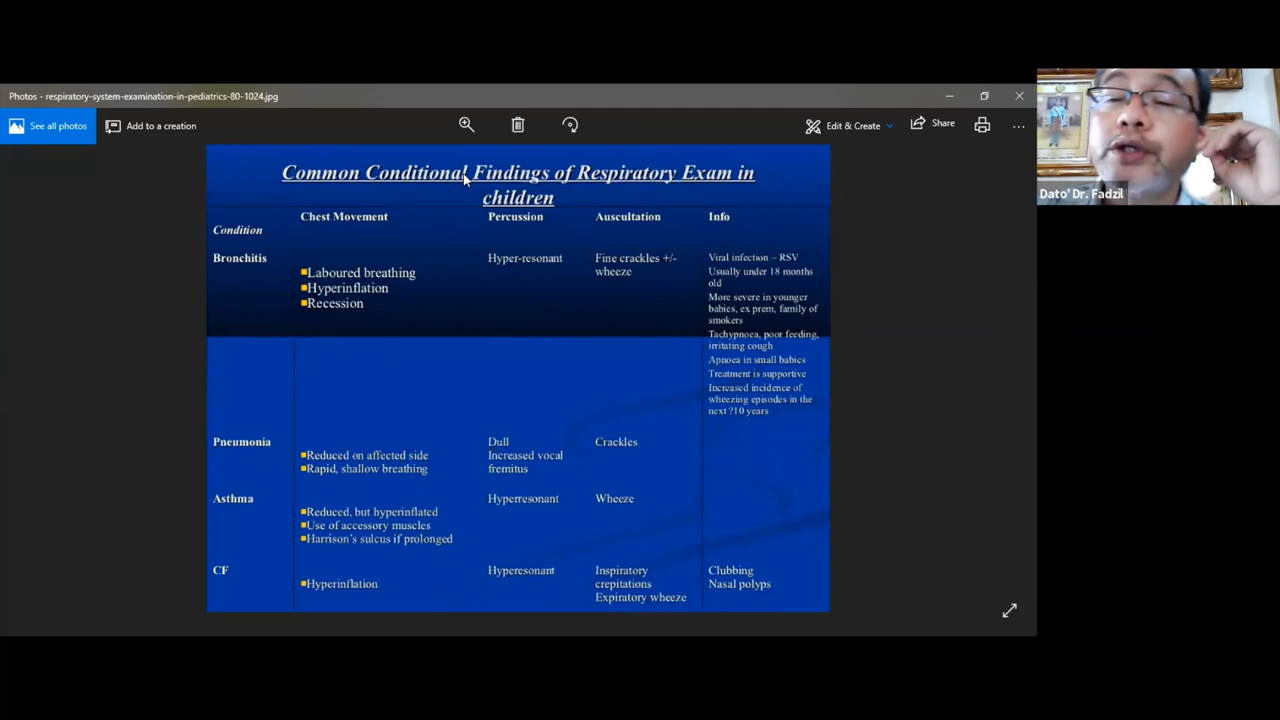 Photos - respiratory-system-examination-in-pediatrics-80-1024.jpg
See all photos
Add to a creation
Edit & Create
Share
Common Conditional Findings of Respiratory Exam in
children
Condition
Chest Movement
Percussion
Auscultation
Info
Bronchitis
Laboured breathing
Hyperinflation
Recession
Hyper-resonant
Fine crackles +/-
wheeze
Viral infection – RSV
Usually under 18 months
old
More severe in younger
babies, ex prem, family of
smokers
Tachypnoea, poor feeding,
irritating cough
Apnoea in small babies
Treatment is supportive
Increased incidence of
wheezing episodes in the
next ?10 years
Pneumonia
Reduced on affected side
Rapid, shallow breathing
Dull
Increased vocal
fremitus
Crackles
Asthma
Reduced, but hyperinflated
Use of accessory muscles
Harrison's sulcus if prolonged
Hyperresonant
Wheeze
CF
Hyperinflation
Hyperesonant
Inspiratory
crepitations
Expiratory wheeze
Clubbing
Nasal polyps
Dato' Dr. Fadzil